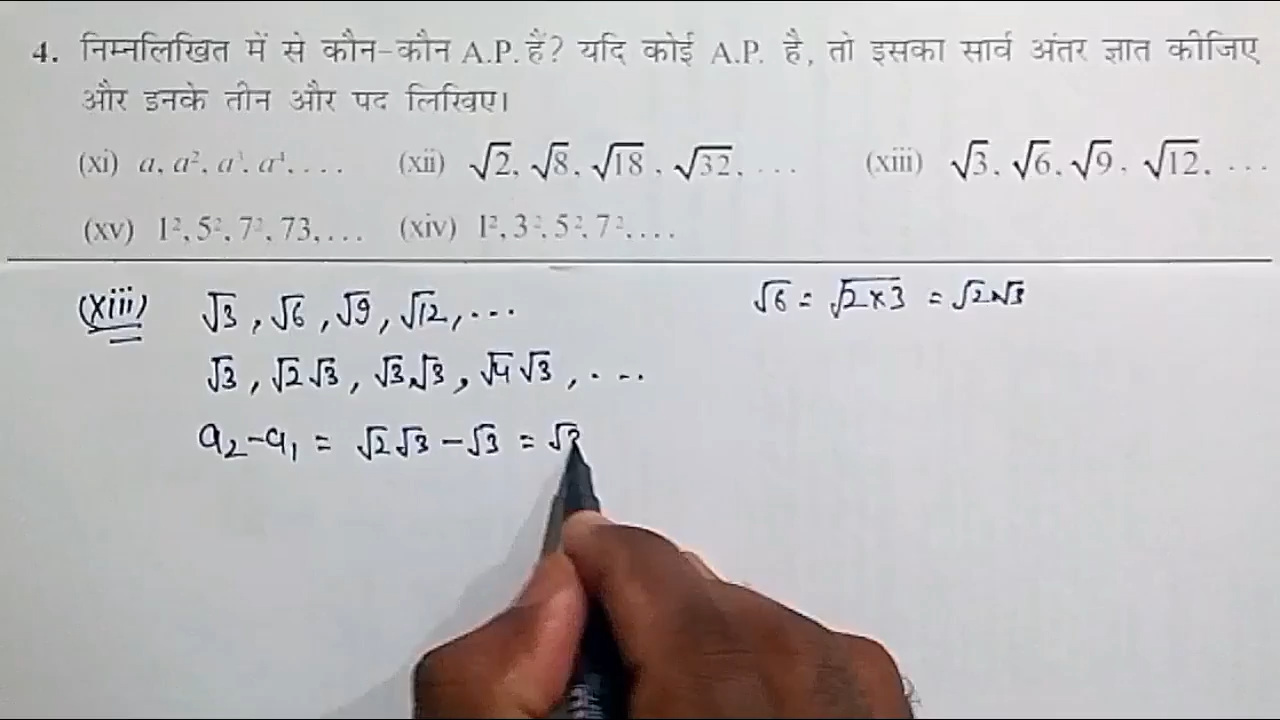 4. निम्नलिखित में से कौन-कौन A.P. हैं? यदि कोई A.P. है, तो इसका सार्व अंतर ज्ञात कीजिए
और इनके तीन और पद लिखिए।
(xi) a, a², a³, a⁴, . . . . (xii) √2, √8, √18 , √32, . . . (xiii) √3, √6, √9, √12, . . .
(xv) 1², 5², 7², 73, . . . (xiv) 1², 3², 5², 7², . . . .
(xiii) √3 , √6 , √9 , √12 , . . . √6 = √2×3 = √2×√3
√3 , √2 √3 , √3.√3 , √4 √3 , . . . .
a₂-a₁ = √2 √3 - √3 = √3